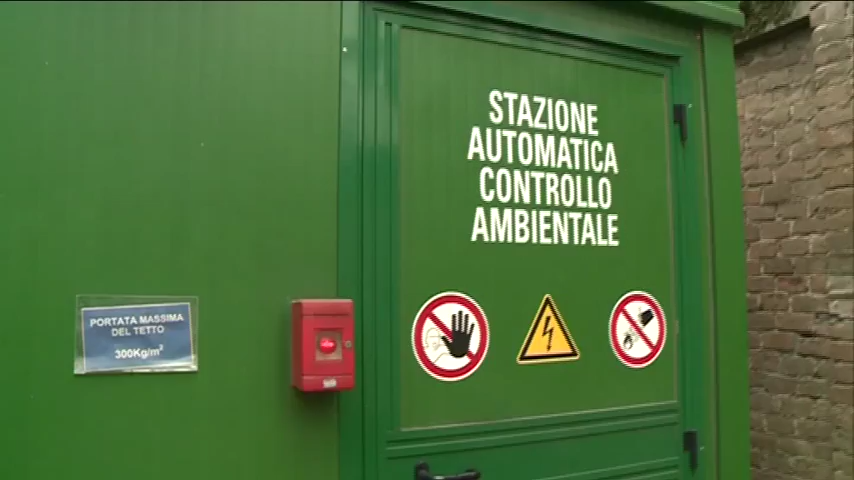 STAZIONE
AUTOMATICA
CONTROLLO
AMBIENTALE
PORTATA MASSIMA
DEL TETTO
300Kg/m²